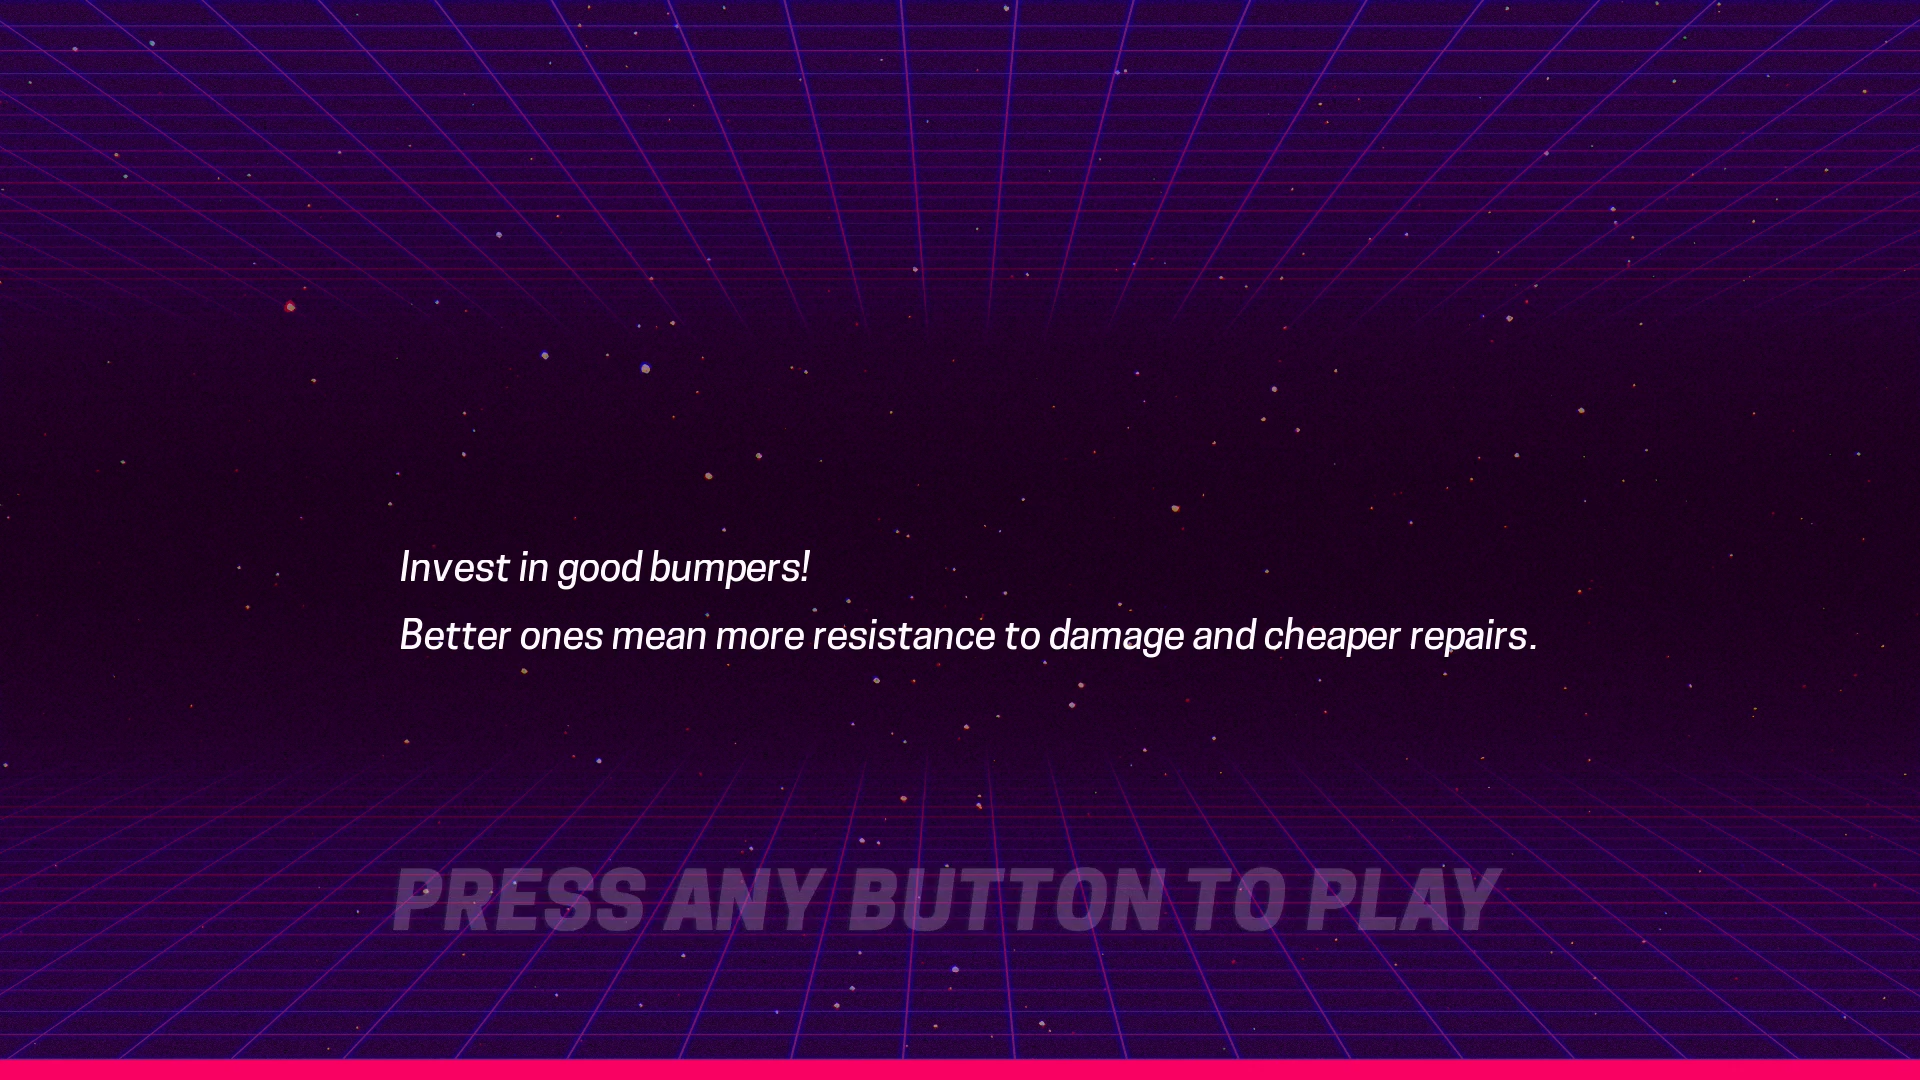 Invest in good bumpers!
Better ones mean more resistance to damage and cheaper repairs.
PRESS ANY BUTTON TO PLAY